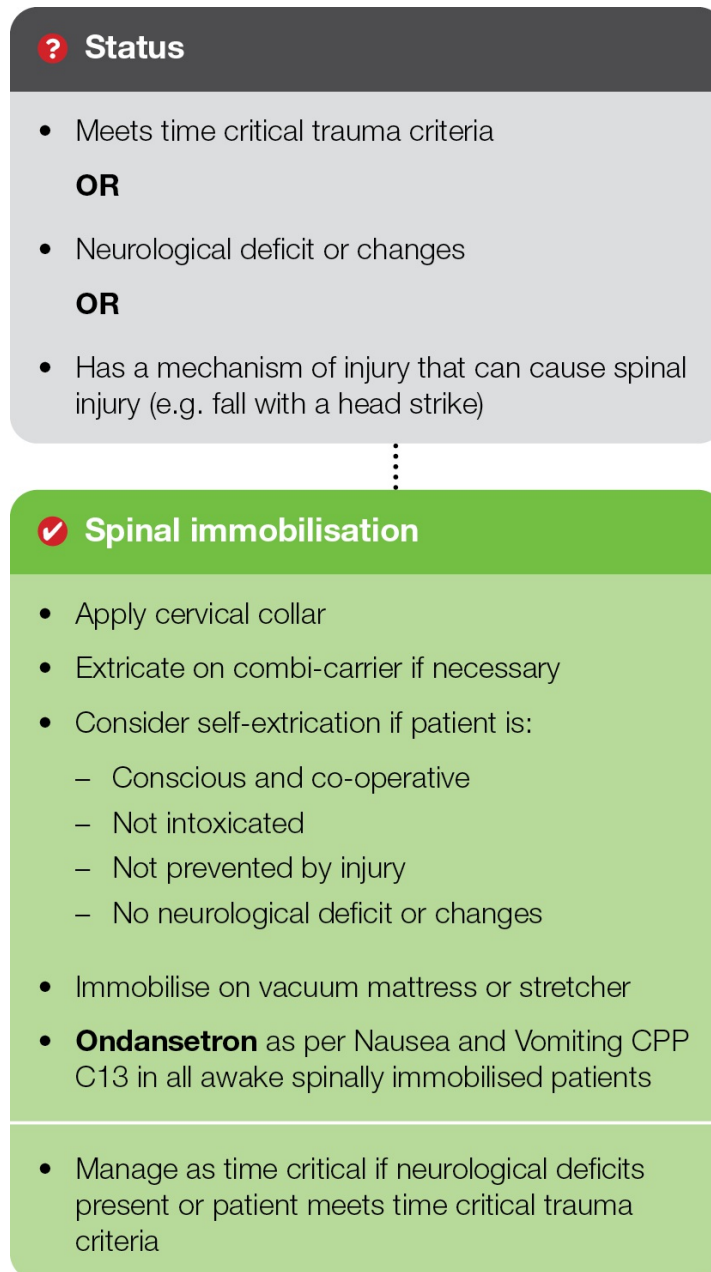 Status
• Meets time critical trauma criteria
OR
• Neurological deficit or changes
OR
• Has a mechanism of injury that can cause spinal
injury (e.g. fall with a head strike)
Spinal immobilisation
• Apply cervical collar
• Extricate on combi-carrier if necessary
• Consider self-extrication if patient is:
– Conscious and co-operative
– Not intoxicated
– Not prevented by injury
– No neurological deficit or changes
• Immobilise on vacuum mattress or stretcher
• Ondansetron as per Nausea and Vomiting CPP
C13 in all awake spinally immobilised patients
• Manage as time critical if neurological deficits
present or patient meets time critical trauma
criteria